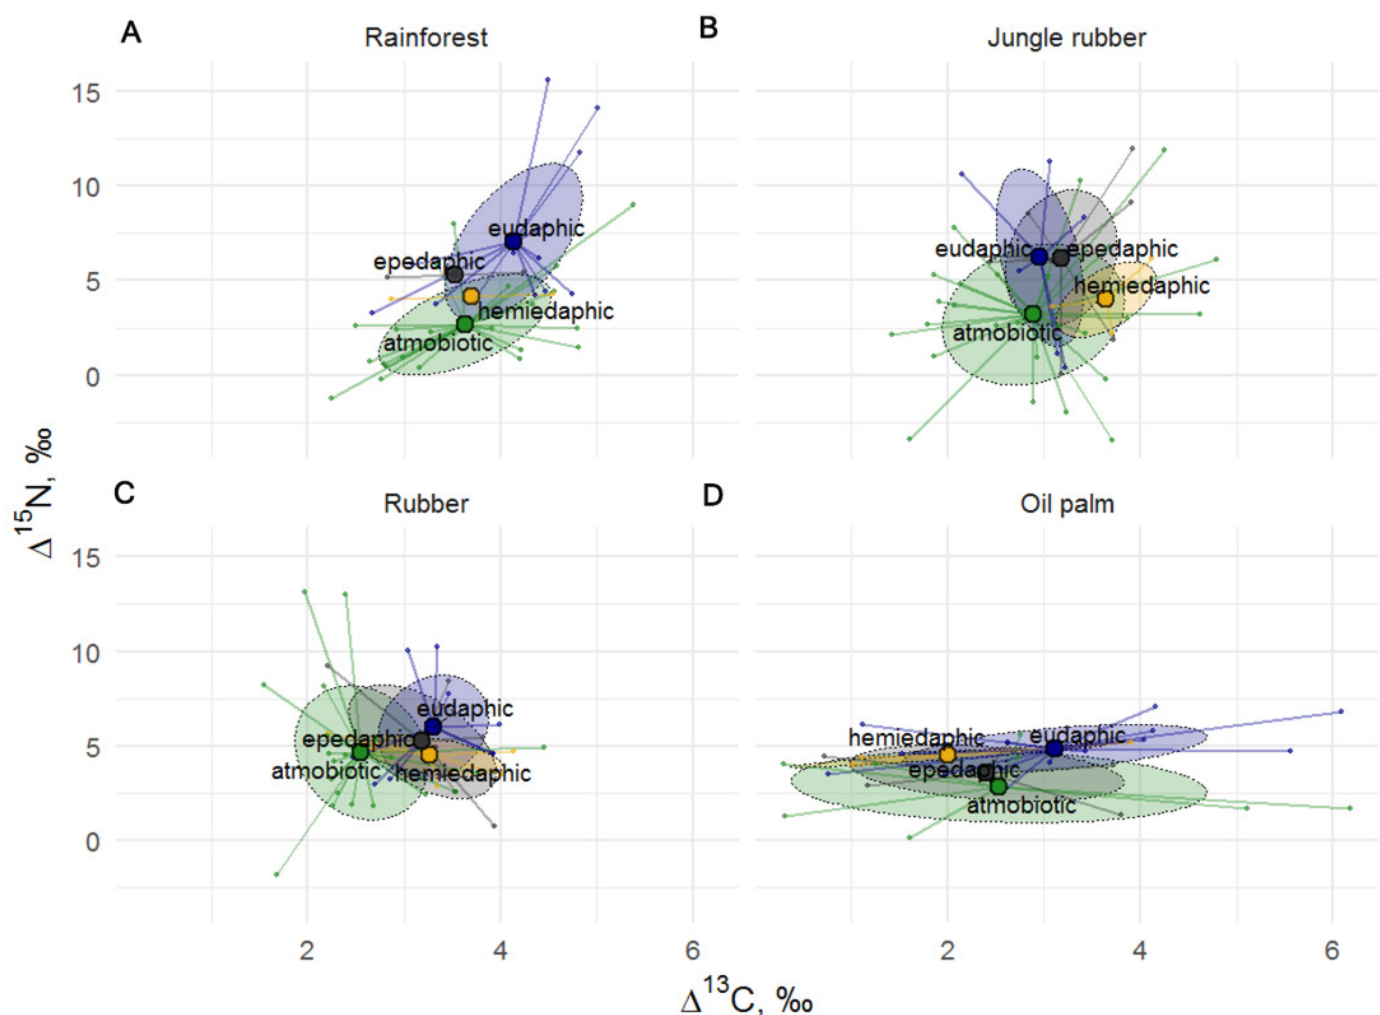 A
Rainforest
B
Jungle rubber
15
10
5
0
eudaphic
epedaphic
hemiedaphic
atmobiotic
eudaphic
epedaphic
hemiedaphic
atmobiotic
Δ15N, ‰
C
Rubber
D
Oil palm
15
10
5
0
eudaphic
epedaphic
atmobiotic
hemiedaphic
hemiedaphic
eudaphic
epedaphic
atmobiotic
2
4
6
2
4
6
Δ13C, ‰